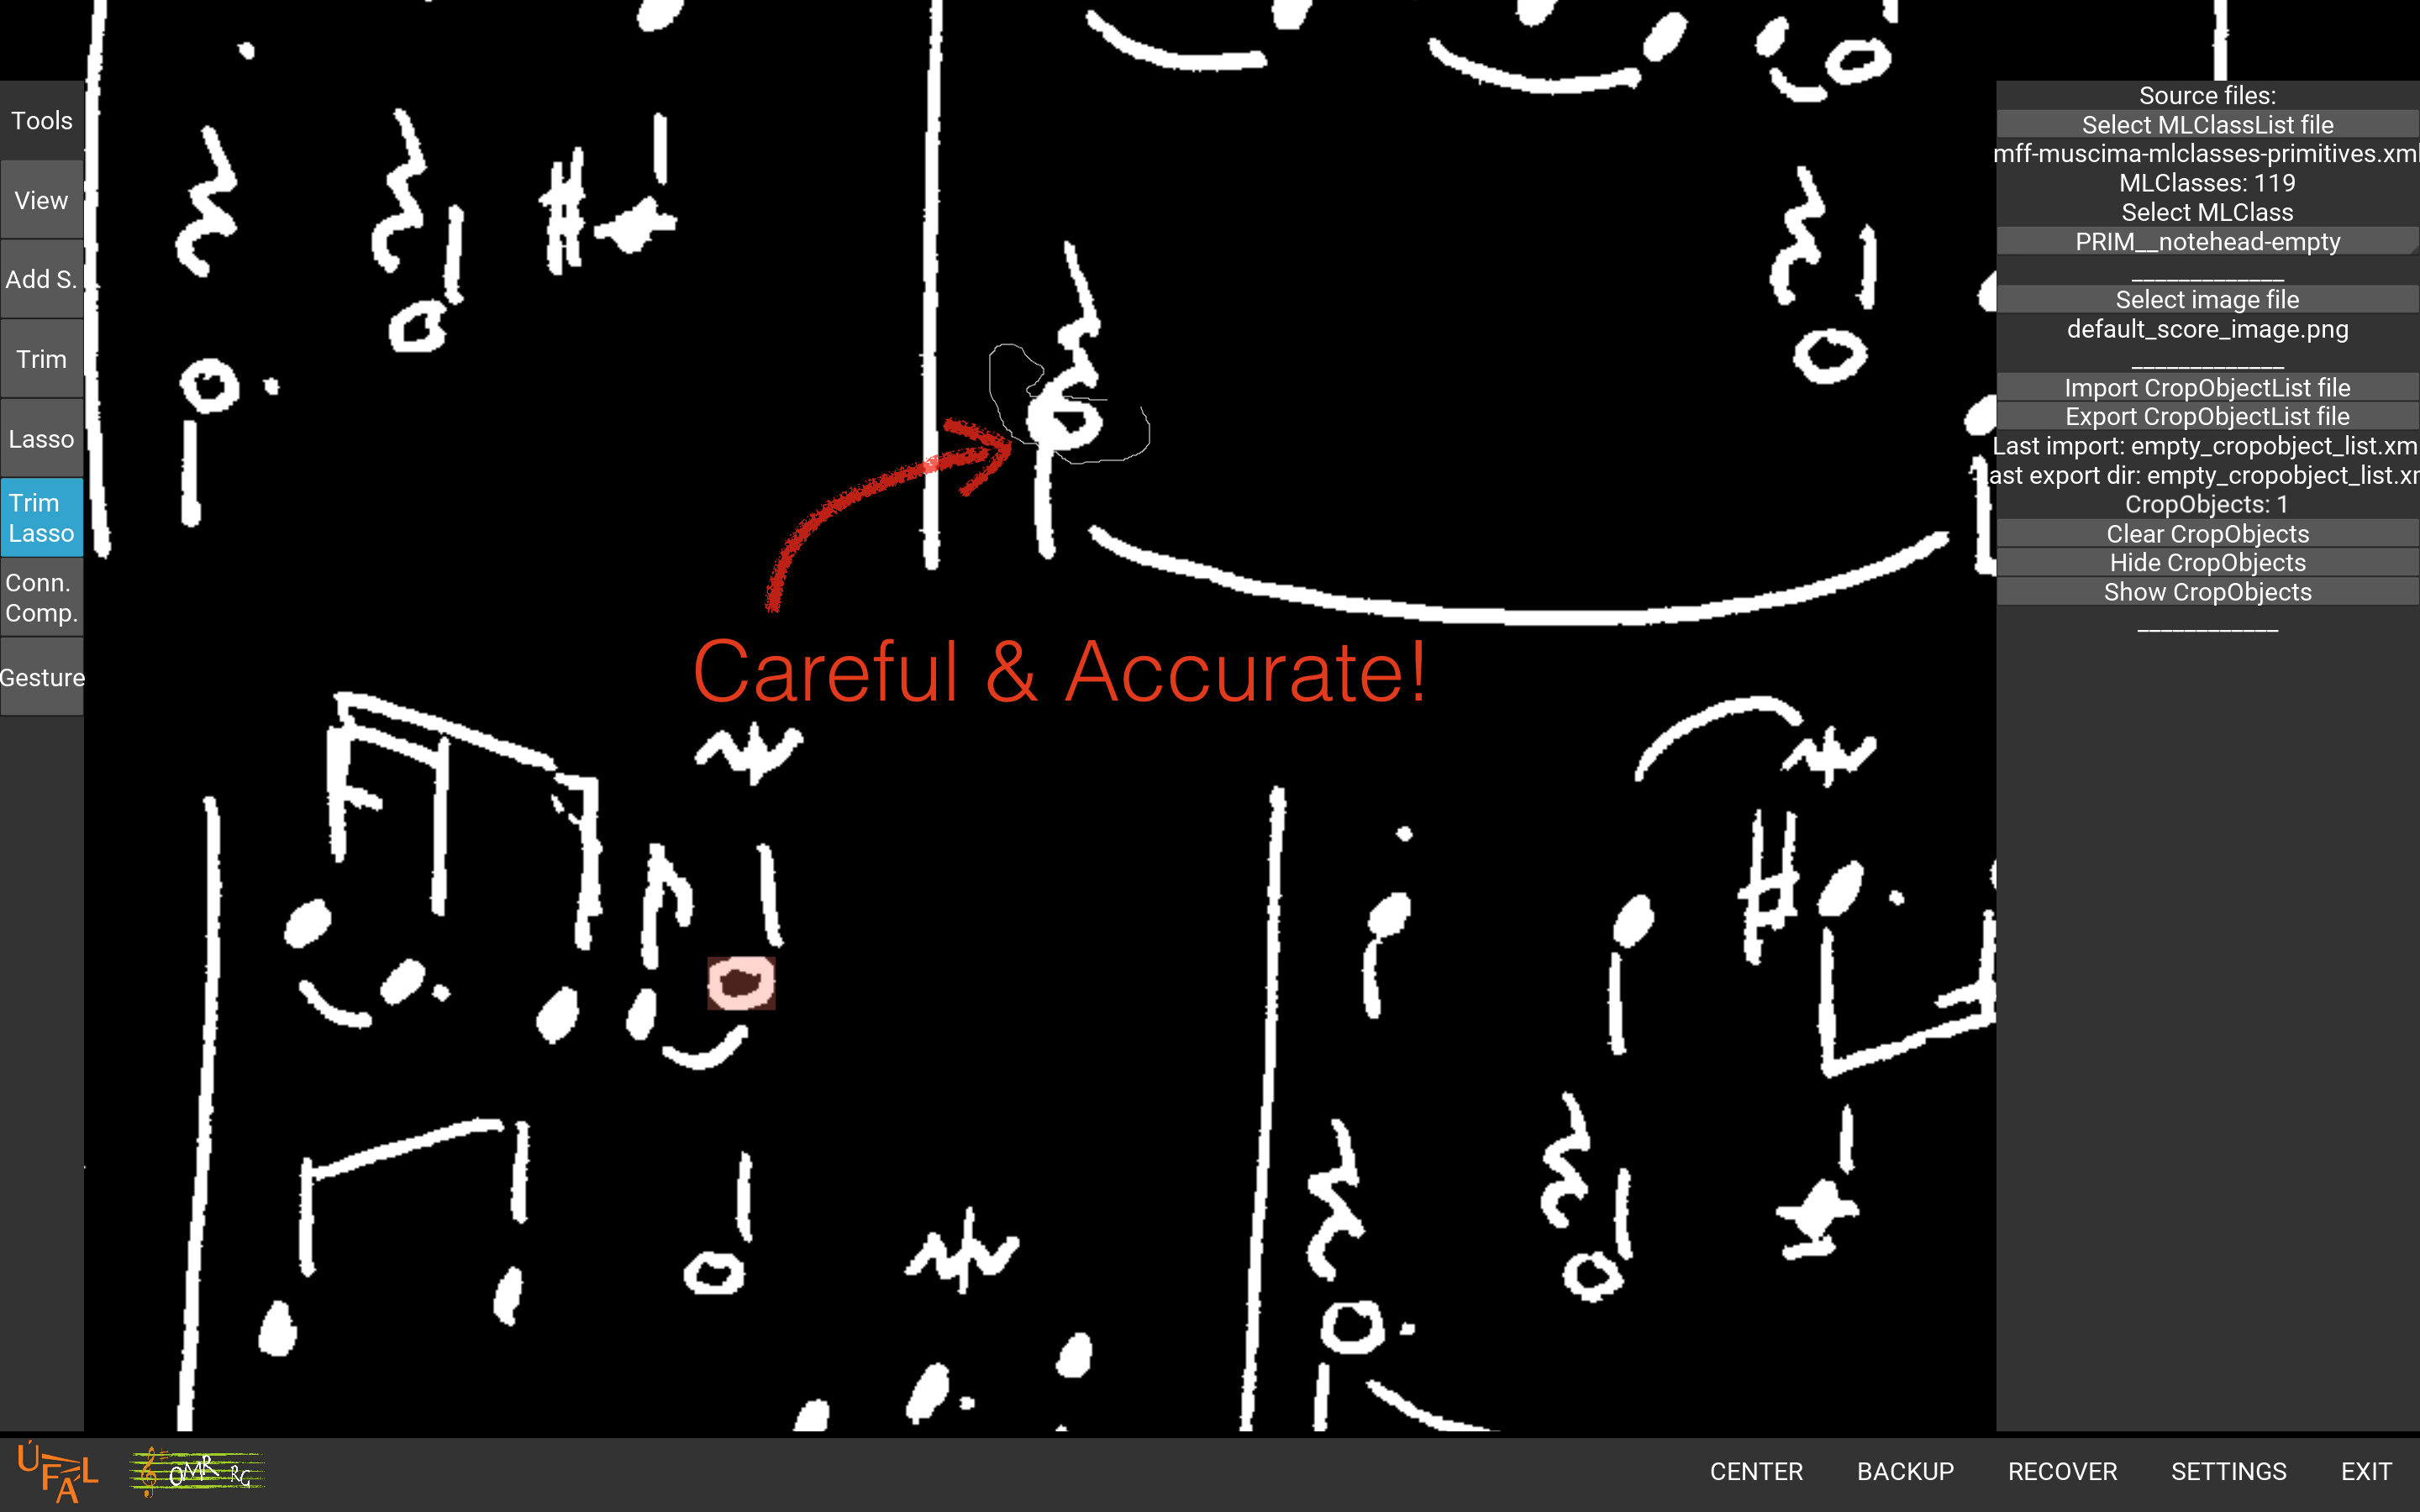 Tools
View
Add S.
Trim
Lasso
Trim
Lasso
Conn.
Comp.
Gesture
Careful & Accurate!
Source files:
Select MLClassList file
mff-muscima-mlclasses-primitives.xml
MLClasses: 119
Select MLClass
PRIM__notehead-empty
Select image file
default_score_image.png
Import CropObjectList file
Export CropObjectList file
Last import: empty_cropobject_list.xm
ast export dir: empty_cropobject_list.xr
CropObjects: 1
Clear CropObjects
Hide CropObjects
Show CropObjects
ÚFAL
OMR RG
CENTER BACKUP RECOVER SETTINGS EXIT